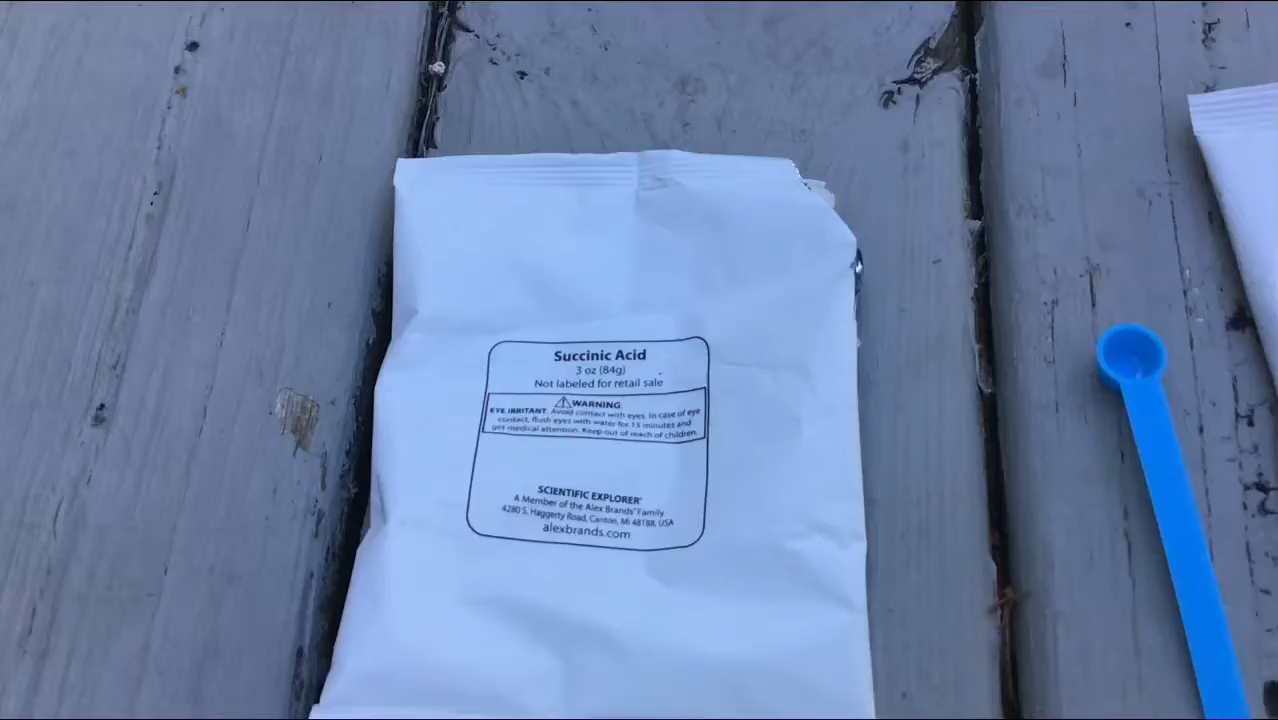 Succinic Acid
3 oz (84g)
Not labeled for retail sale
⚠WARNING
EYE IRRITANT. Avoid contact with eyes. In case of eye
contact, flush eyes with water for 15 minutes and
get medical attention. Keep out of reach of children.
SCIENTIFIC EXPLORER®
A Member of the Alex Brands™ Family
4280 S. Haggerty Road, Canton, MI 48188, USA
alexbrands.com